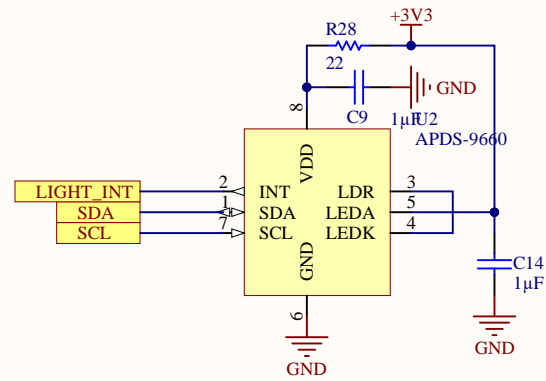 +3V3
R28
22
GND
C9
1µF
U2
APDS-9660
8
VDD
LIGHT_INT
2
INT
LDR
3
SDA
1
SDA
LEDA
5
SCL
7
SCL
LEDK
4
GND
6
C14
1µF
GND
GND